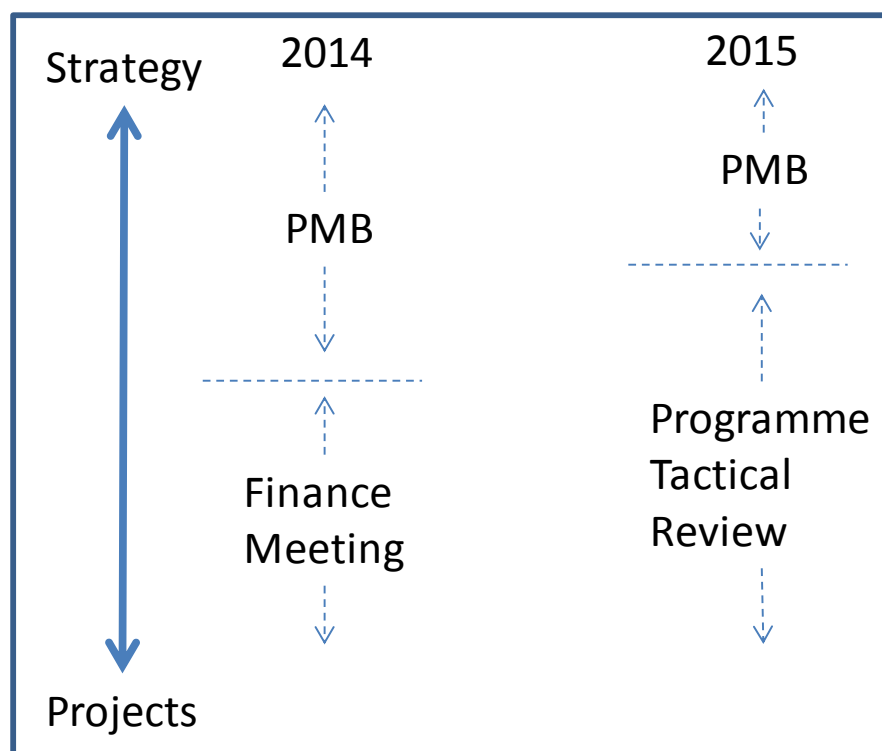 Strategy
2014
2015
PMB
PMB
Finance
Meeting
Programme
Tactical
Review
Projects